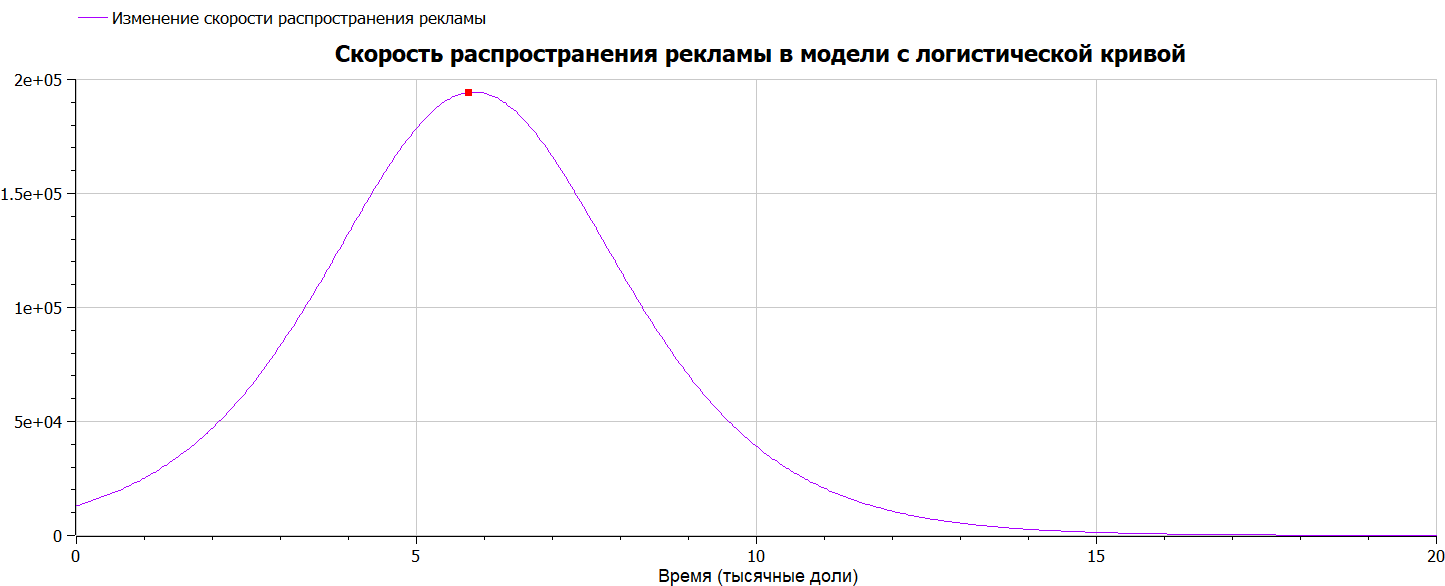 Изменение скорости распространения рекламы
Скорость распространения рекламы в модели с логистической кривой
2e+05
1.5e+05
1e+05
5e+04
0
0 5 10 15 20
Время (тысячные доли)